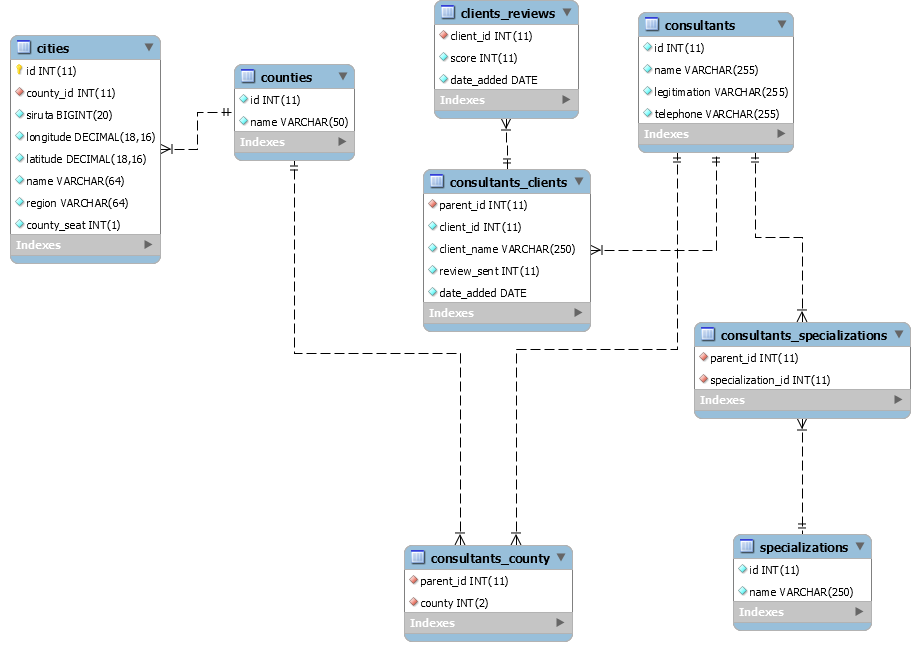 cities
id INT(11)
county_id INT(11)
siruta BIGINT(20)
longitude DECIMAL(18,16)
latitude DECIMAL(18,16)
name VARCHAR(64)
region VARCHAR(64)
county_seat INT(1)
Indexes
counties
id INT(11)
name VARCHAR(50)
Indexes
clients_reviews
client_id INT(11)
score INT(11)
date_added DATE
Indexes
consultants
id INT(11)
name VARCHAR(255)
legitimation VARCHAR(255)
telephone VARCHAR(255)
Indexes
consultants_clients
parent_id INT(11)
client_id INT(11)
client_name VARCHAR(250)
review_sent INT(11)
date_added DATE
Indexes
consultants_specializations
parent_id INT(11)
specialization_id INT(11)
Indexes
consultants_county
parent_id INT(11)
county INT(2)
Indexes
specializations
id INT(11)
name VARCHAR(250)
Indexes